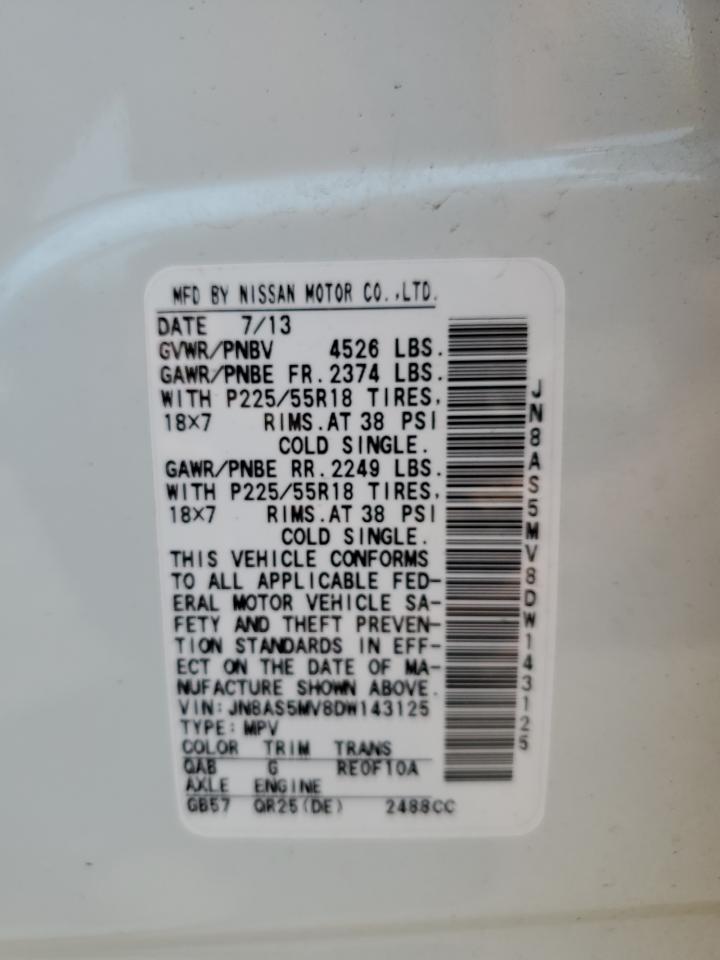 MFD BY NISSAN MOTOR CO.,LTD.
DATE 7/13
GVWR/PNBV 4526 LBS.
GAWR/PNBE FR.2374 LBS.
WITH P225/55R18 TIRES,
18×7 RIMS.AT 38 PSI
COLD SINGLE.
GAWR/PNBE RR.2249 LBS.
WITH P225/55R18 TIRES,
18×7 RIMS.AT 38 PSI
COLD SINGLE.
THIS VEHICLE CONFORMS
TO ALL APPLICABLE FED-
ERAL MOTOR VEHICLE SA-
FETY AND THEFT PREVEN-
TION STANDARDS IN EFF-
ECT ON THE DATE OF MA-
NUFACTURE SHOWN ABOVE.
VIN:JN8AS5MV8DW143125
TYPE:MPV
COLOR TRIM TRANS
QAB G RE0F10A
AXLE ENGINE
GB57 QR25(DE) 2488CC
JN8AS5MV8DW143125